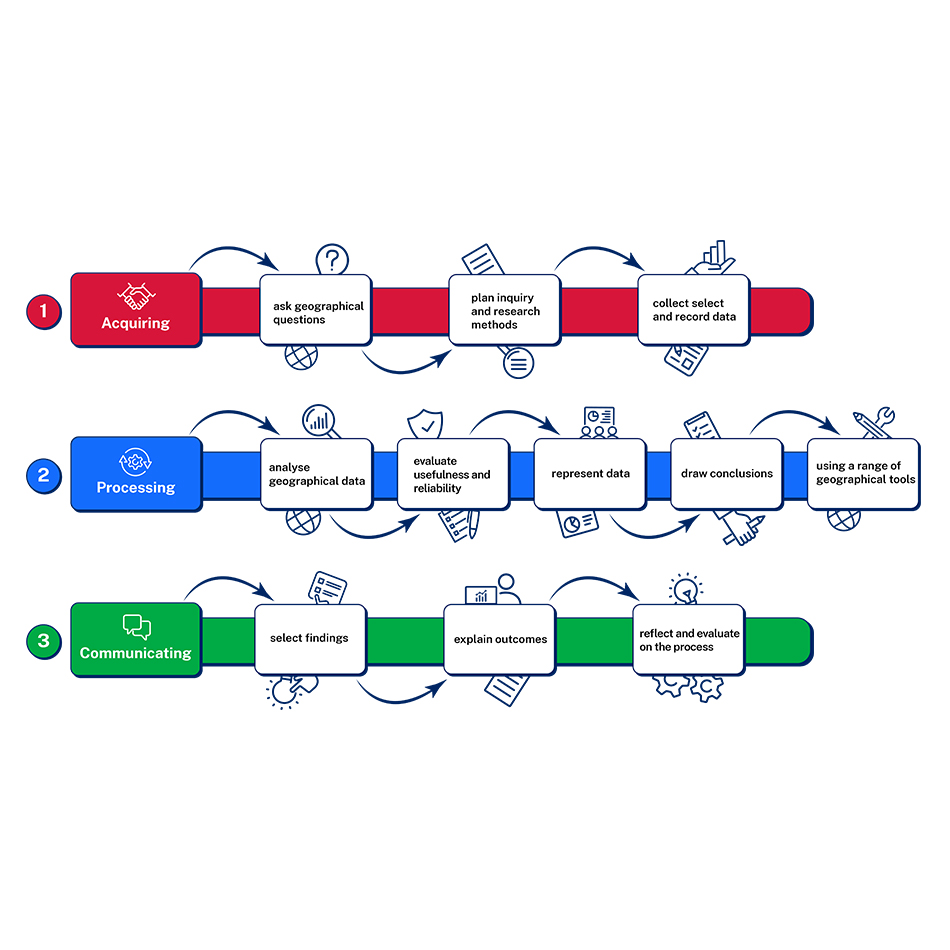 1
Acquiring
ask geographical
questions
plan inquiry
and research
methods
collect select
and record data
2
Processing
analyse
geographical data
evaluate
usefulness and
reliability
represent data
draw conclusions
using a range of
geographical tools
3
Communicating
select findings
explain outcomes
reflect and evaluate
on the process